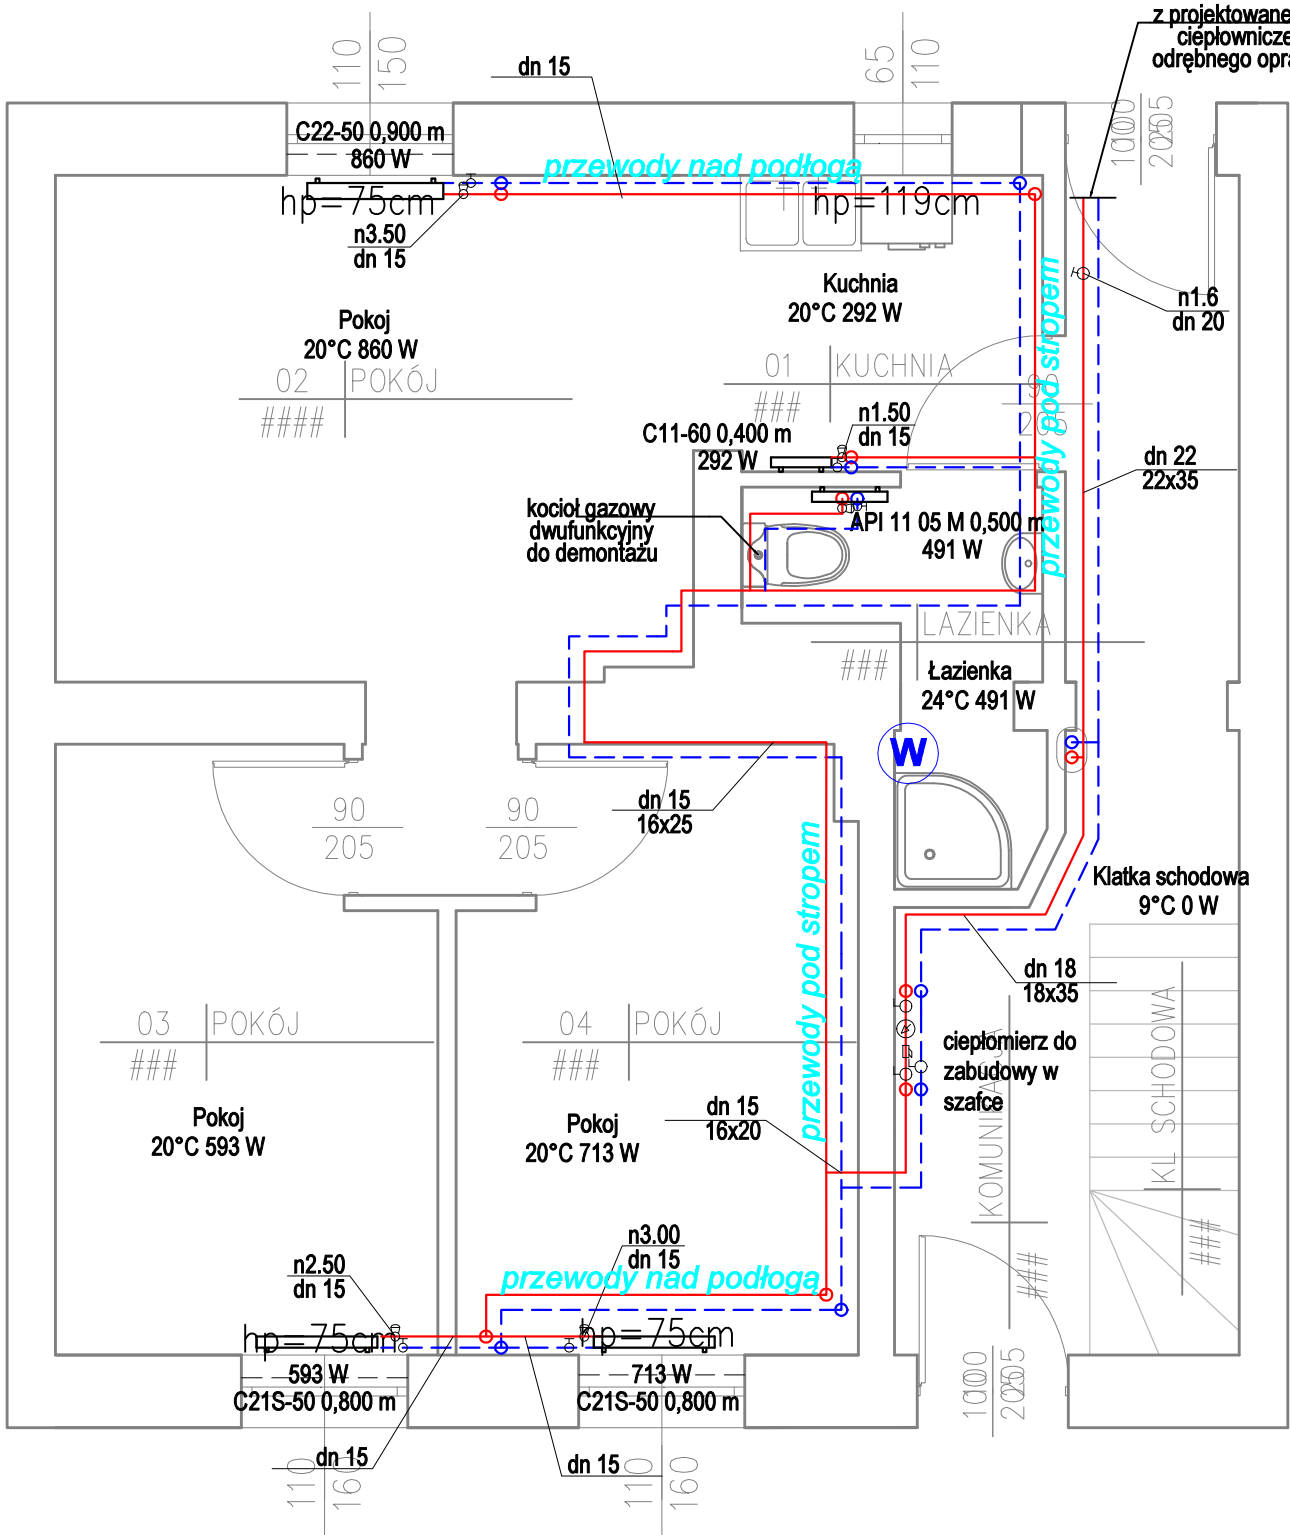 z projektowane
ciepłownicze
odrębnego opra
110
150
dn 15
65
110
205
C22-50 0,900 m
860 W
przewody nad podłogą
hp=75cm
hp=119cm
n3.50
dn 15
Kuchnia
20°C 292 W
n1.6
dn 20
Pokoj
20°C 860 W
przewody pod stropem
02 POKÓJ
####
01 KUCHNIA
###
205
C11-60 0,400 m
292 W
n1.50
dn 15
dn 22
22x35
kocioł gazowy
dwufunkcyjny
do demontażu
API 11 05 M 0,500 m
491 W
LAZIENKA
###
Łazienka
24°C 491 W
W
dn 15
16x25
90
205
90
205
przewody pod stropem
Klatka schodowa
9°C 0 W
dn 18
18x35
03 POKÓJ
###
04 POKÓJ
###
ciepłomierz do
zabudowy w
szafce
KOMUNIKACJA
###
KL SCHODOWA
###
Pokoj
20°C 593 W
Pokoj
20°C 713 W
dn 15
16x20
n2.50
dn 15
n3.00
dn 15
przewody nad podłogą
hp=75cm
hp=75cm
593 W
C21S-50 0,800 m
713 W
C21S-50 0,800 m
205
dn 15
dn 15
110
160
110
160